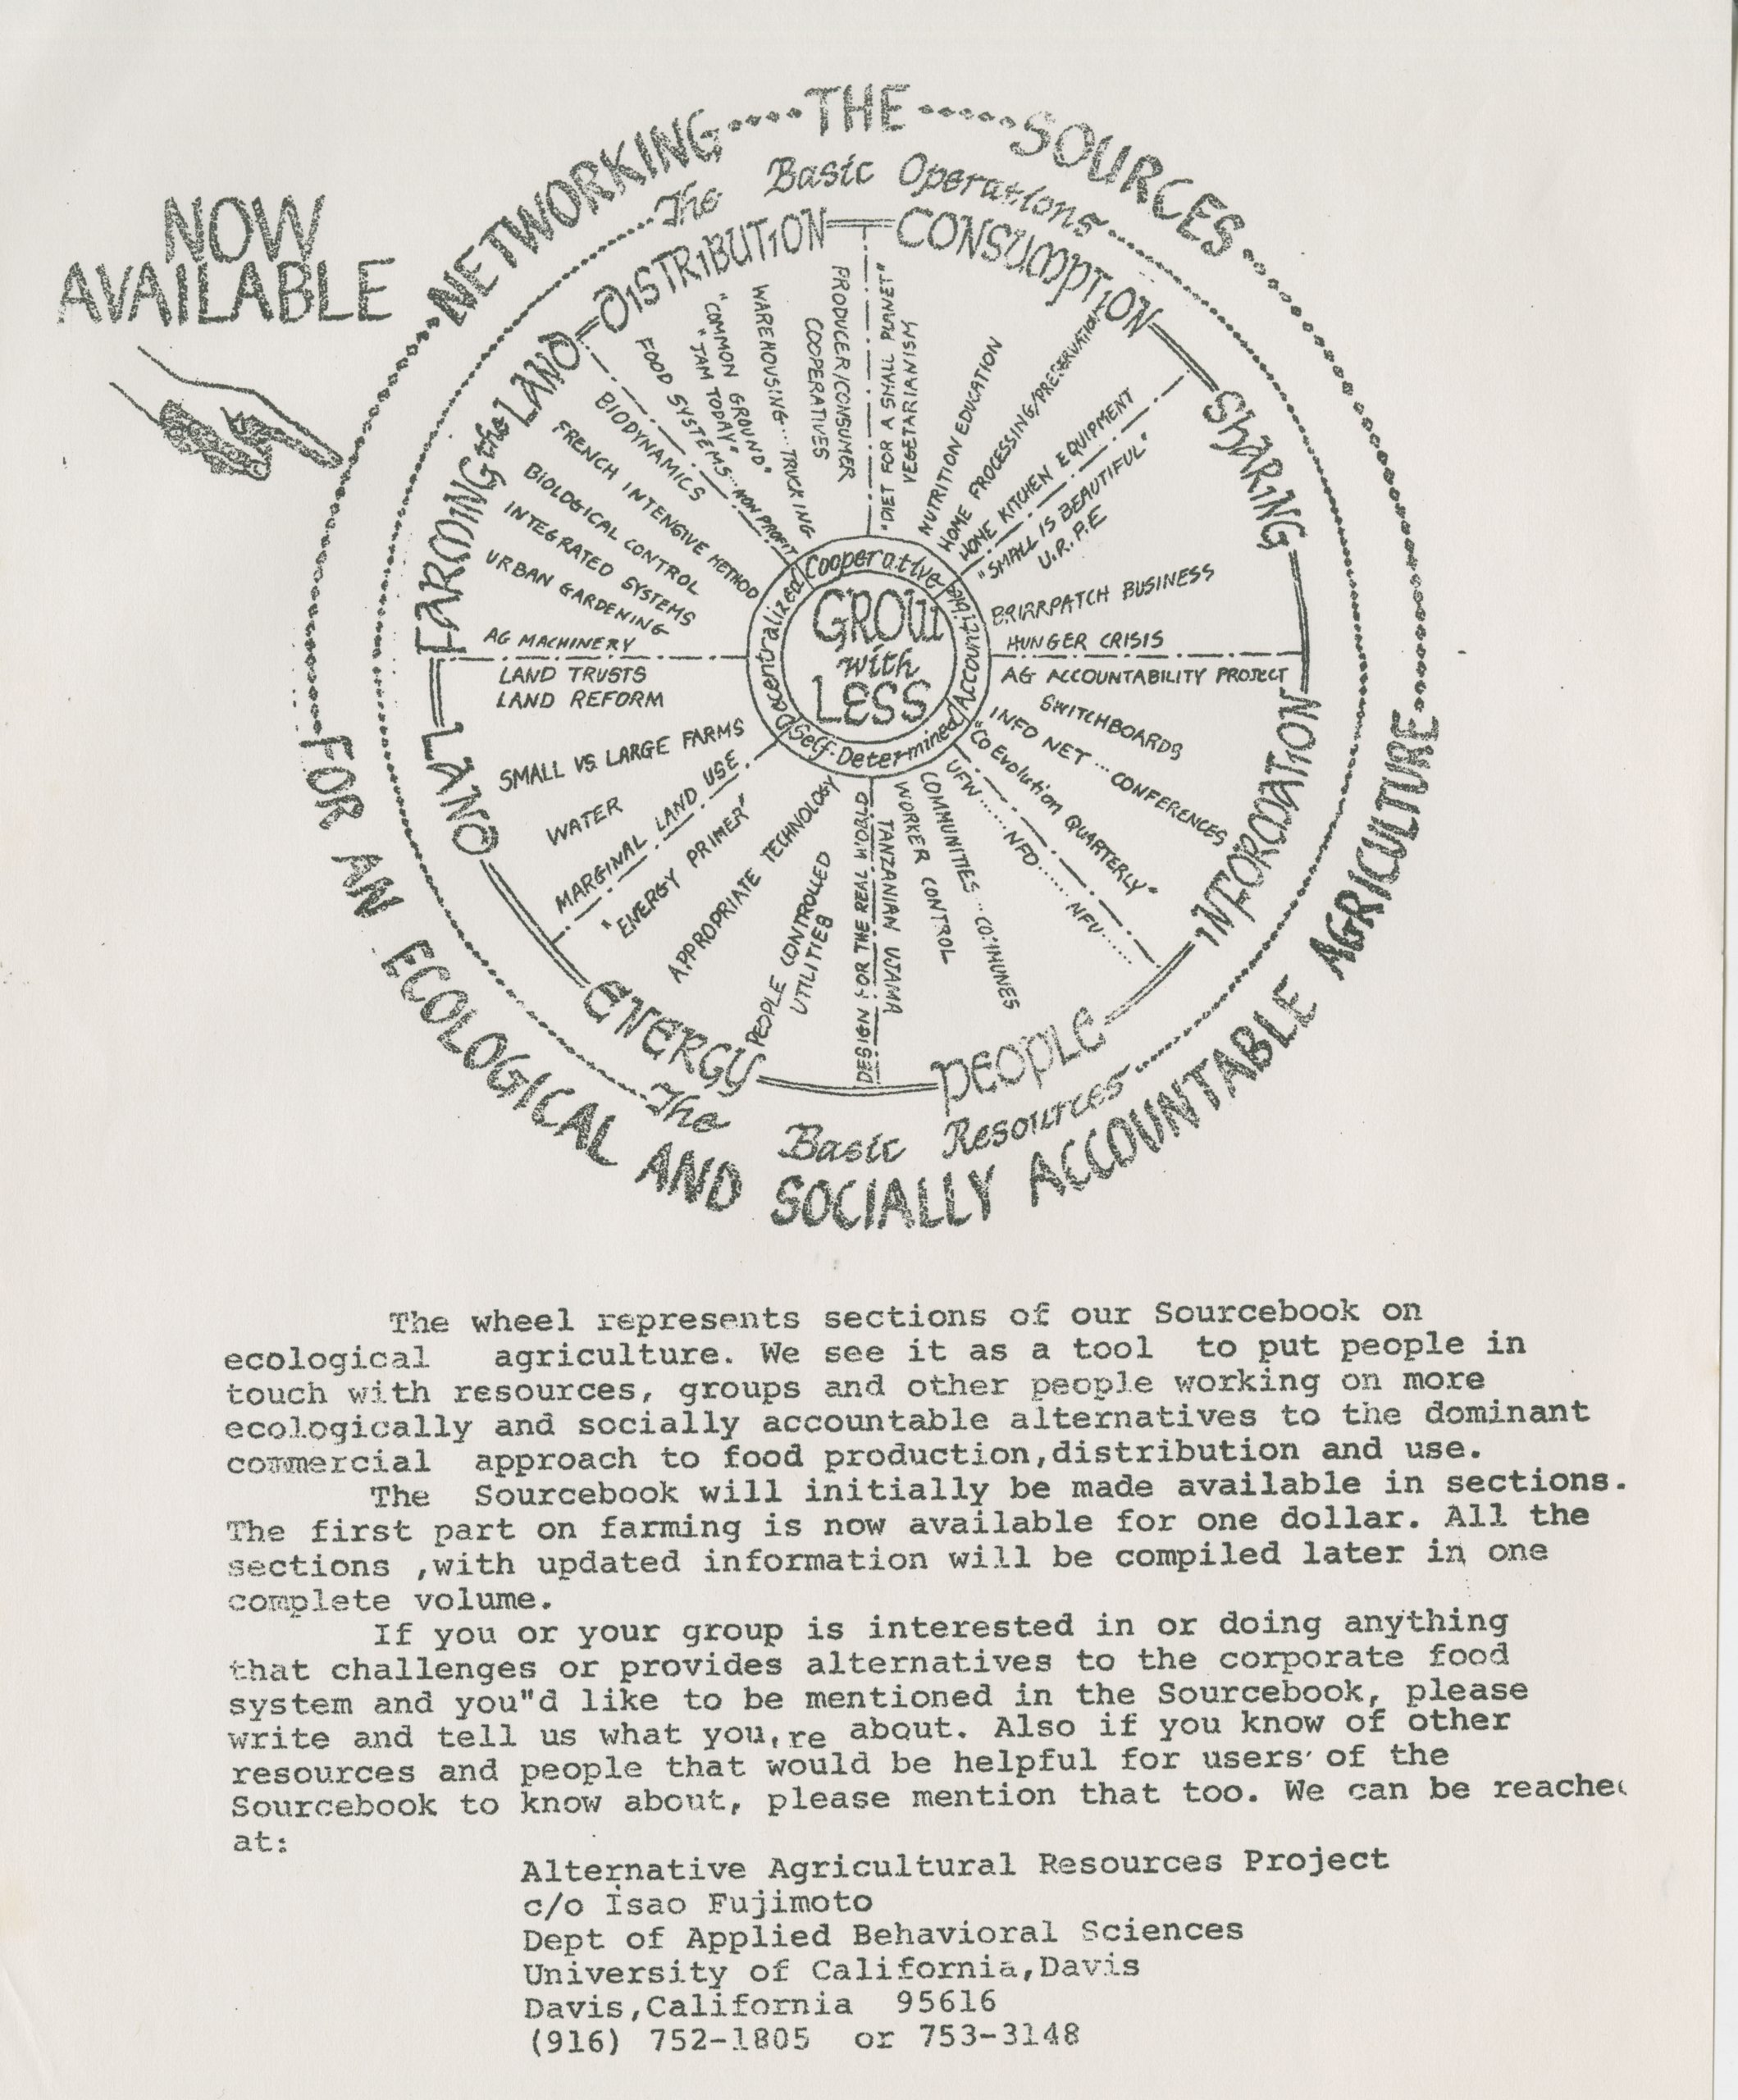 NOW
AVAILABLE
NETWORKING THE SOURCES
FOR AN ECOLOGICAL AND SOCIALLY ACCOUNTABLE AGRICULTURE
The Basic Operations
FARMING the LAND
DISTRIBUTION
CONSUMPTION
SHARING
BIODYNAMICS
FRENCH INTENSIVE METHOD
BIOLOGICAL CONTROL
INTEGRATED SYSTEMS
URBAN GARDENING
AG MACHINERY
FOOD SYSTEMS...NON PROFIT
"JAM TODAY"
"COMMON GROUND"
WAREHOUSING....TRUCKING
COOPERATIVES
PRODUCER/CONSUMER
"DIET FOR A SMALL PLANET"
VEGETARIANISM
NUTRITION EDUCATION
HOME PROCESSING/PRESERVATION
HOME KITCHEN EQUIPMENT
"SMALL IS BEAUTIFUL"
U.R.P.E
BRIARPATCH BUSINESS
HUNGER CRISIS
Decentralized
Cooperative
Accountible
Self-Determined
GROW
with
LESS
LAND
ENERGY
PEOPLE
INFORMATION
LAND TRUSTS
LAND REFORM
SMALL VS. LARGE FARMS
WATER
MARGINAL LAND USE
"ENERGY PRIMER"
APPROPRIATE TECHNOLOGY
PEOPLE CONTROLLED
UTILITIES
DESIGN FOR THE REAL WORLD
TANZANIAN UJAMA
WORKER CONTROL
COMMUNITIES...COMMUNES
UFW......NFO......NFU.....
"Co Evolution QUARTERLY"
INFO NET...CONFERENCES
SWITCHBOARDS
AG ACCOUNTABILITY PROJECT
The Basic Resources
The wheel represents sections of our Sourcebook on
ecological agriculture. We see it as a tool to put people in
touch with resources, groups and other people working on more
ecologically and socially accountable alternatives to the dominant
commercial approach to food production,distribution and use.
The Sourcebook will initially be made available in sections.
The first part on farming is now available for one dollar. All the
sections ,with updated information will be compiled later in one
complete volume.
If you or your group is interested in or doing anything
that challenges or provides alternatives to the corporate food
system and you"d like to be mentioned in the Sourcebook, please
write and tell us what you,re about. Also if you know of other
resources and people that would be helpful for users' of the
Sourcebook to know about, please mention that too. We can be reached
at:
Alternative Agricultural Resources Project
c/o Isao Fujimoto
Dept of Applied Behavioral Sciences
University of California,Davis
Davis,California 95616
(916) 752-1805 or 753-3148